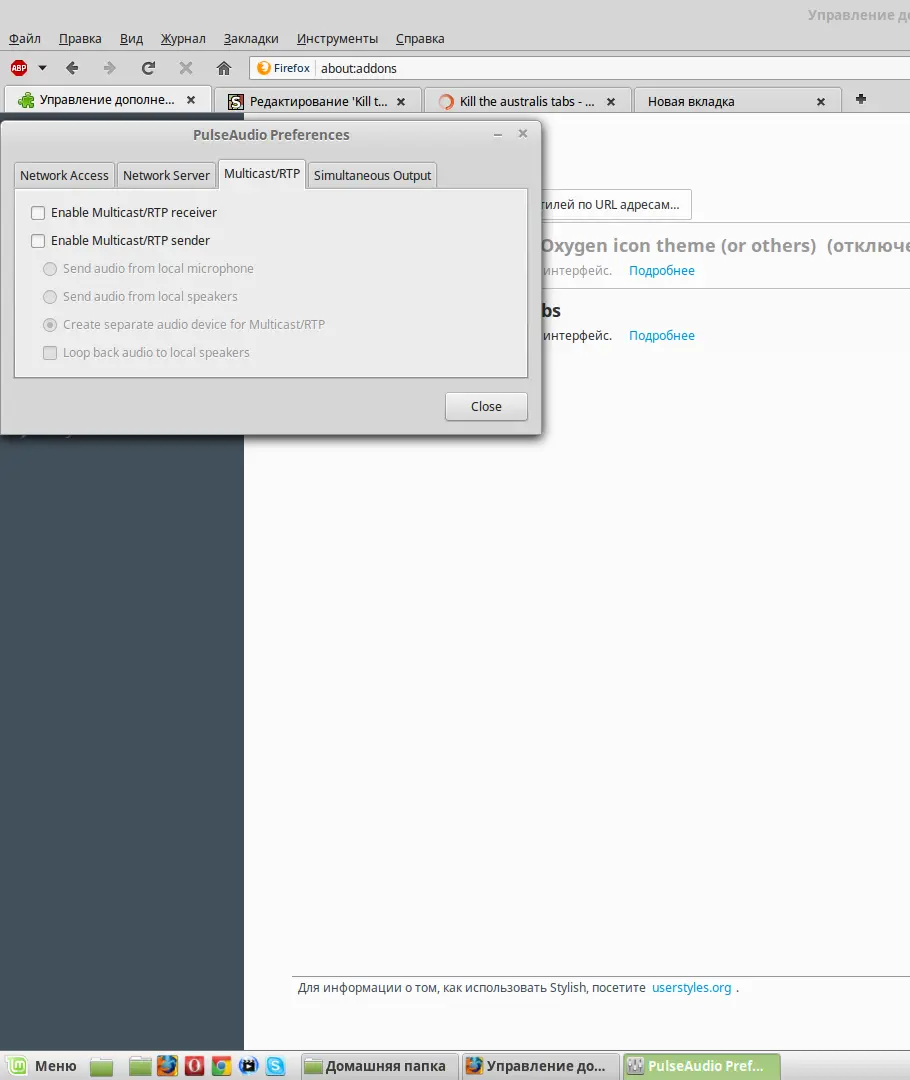 Управление до
Файл Правка Вид Журнал Закладки Инструменты Справка
ABP Firefox about:addons
Управление дополне... Редактирование 'Kill t... Kill the australis tabs - ... Новая вкладка
PulseAudio Preferences
Network Access Network Server Multicast/RTP Simultaneous Output
Enable Multicast/RTP receiver
Enable Multicast/RTP sender
Send audio from local microphone
Send audio from local speakers
Create separate audio device for Multicast/RTP
Loop back audio to local speakers
Close
тилей по URL адресам...
Oxygen icon theme (or others) (отключе
интерфейс. Подробнее
bs
интерфейс. Подробнее
Для информации о том, как использовать Stylish, посетите userstyles.org .
Меню Домашняя папка Управление до... PulseAudio Pref...